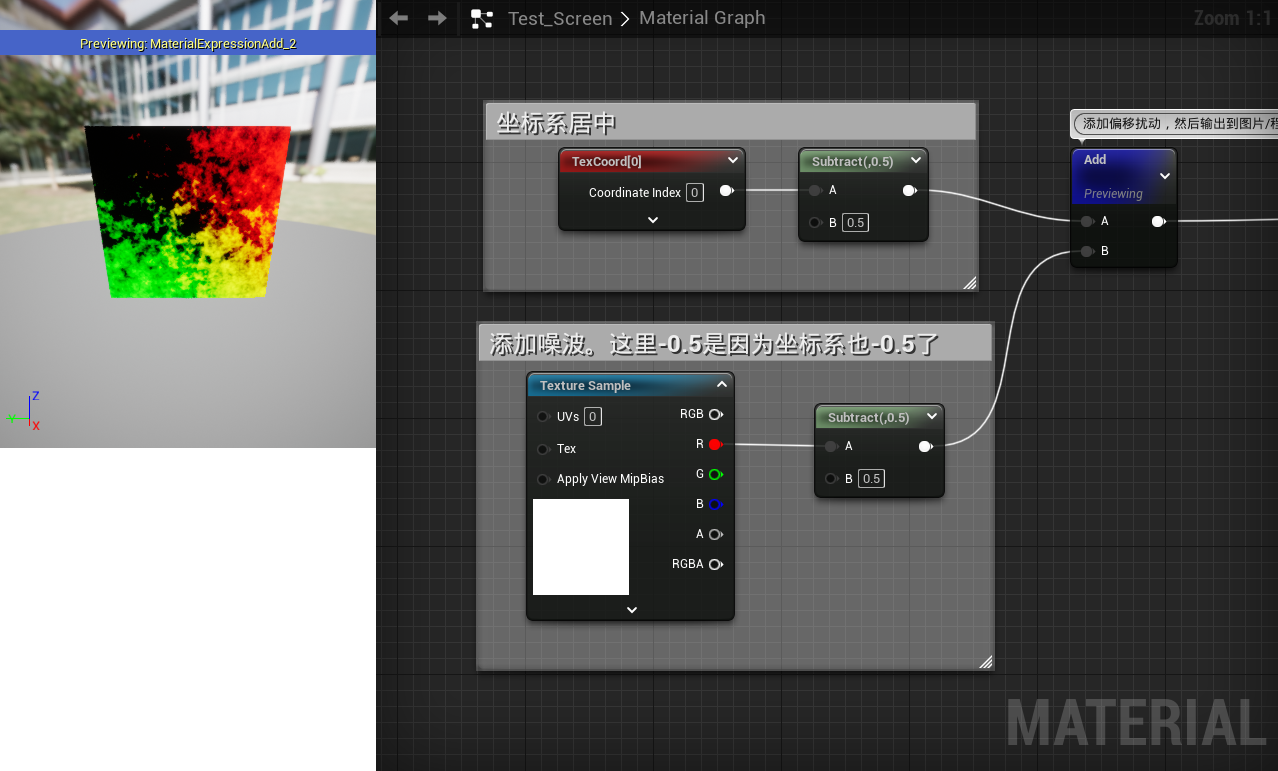 Previewing: MaterialExpressionAdd_2
Z
Y
X
Test_Screen > Material Graph
Zoom 1:1
坐标系居中
TexCoord[0]
Coordinate Index 0
Subtract(,0.5)
A
B 0.5
添加偏移扰动，然后输出到图片/程
Add
Previewing
A
B
添加噪波。这里-0.5是因为坐标系也-0.5了
Texture Sample
UVs 0
Tex
Apply View MipBias
RGB
R
G
B
A
RGBA
Subtract(,0.5)
A
B 0.5
MATERIAL